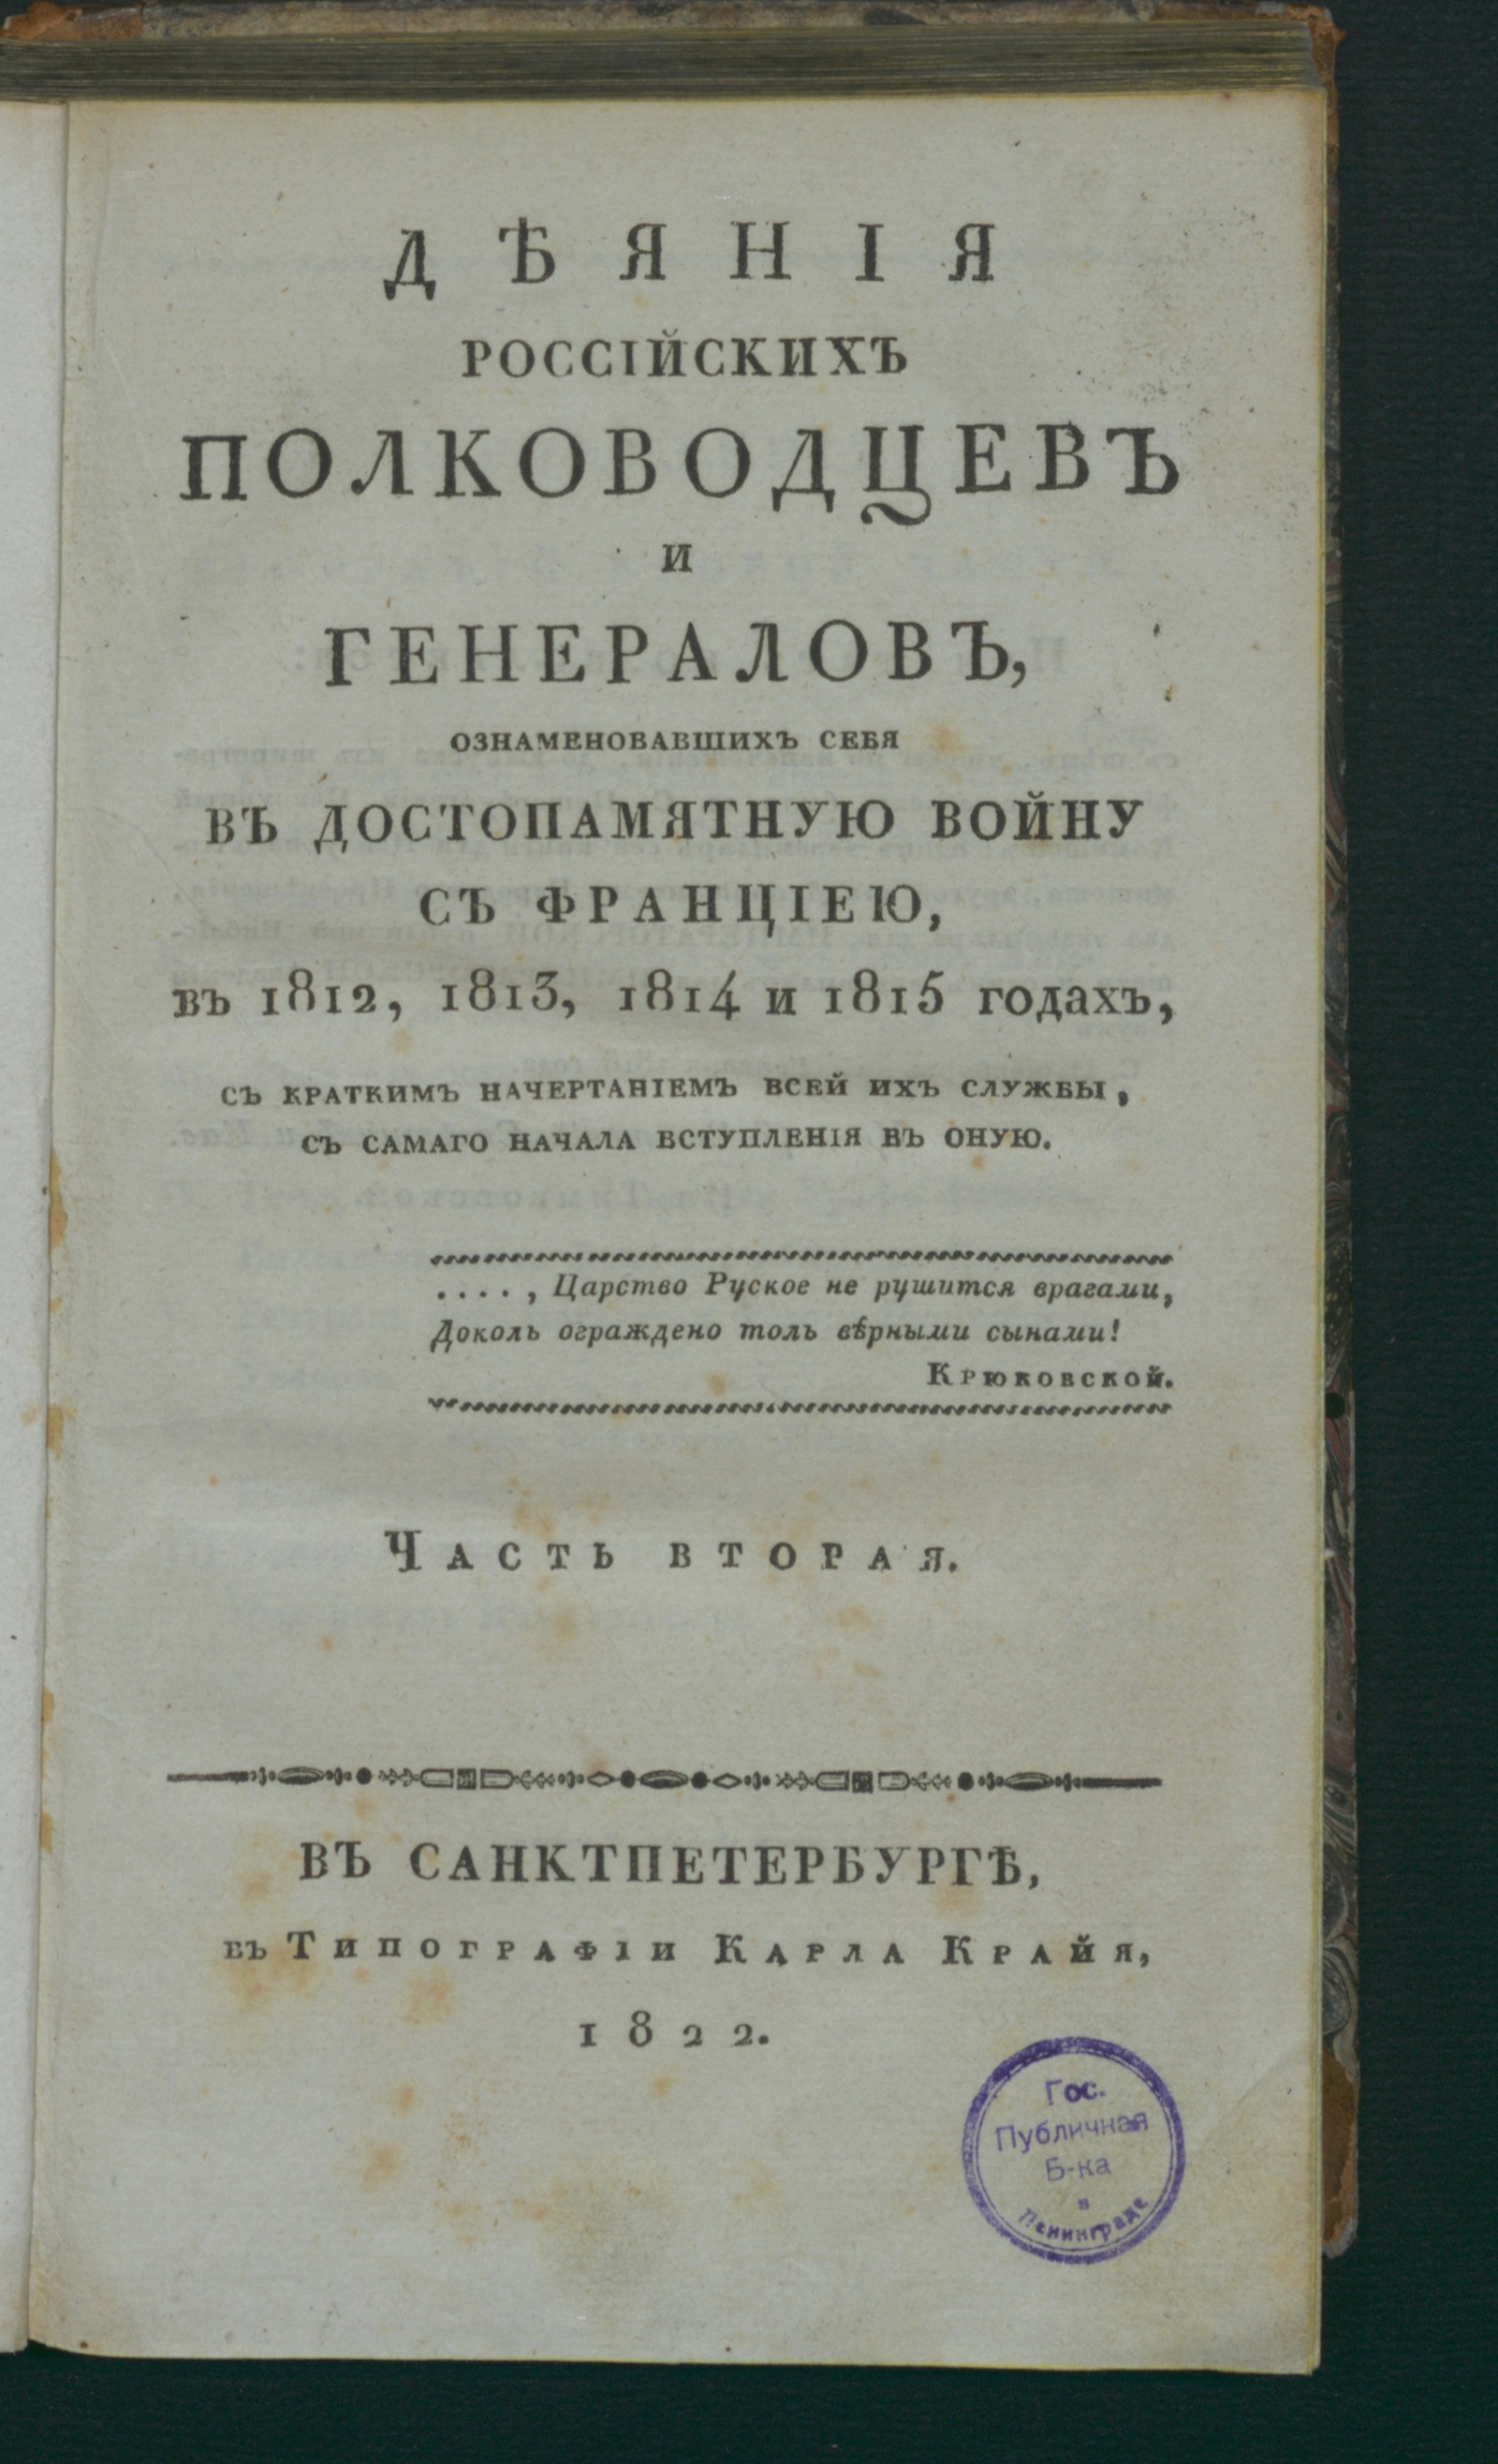 ДѢЯНІЯ
РОССІЙСКИХЪ
ПОЛКОВОДЦЕВЪ
И
ГЕНЕРАЛОВЪ,
ОЗНАМЕНОВАВШИХЪ СЕБЯ
ВЪ ДОСТОПАМЯТНУЮ ВОЙНУ
СЪ ФРАНЦІЕЮ,
въ 1812, 1813, 1814 и 1815 годахъ,
СЪ КРАТКИМЪ НАЧЕРТАНІЕМЪ ВСЕЙ ИХЪ СЛУЖБЫ,
СЪ САМАГО НАЧАЛА ВСТУПЛЕНІЯ ВЪ ОНУЮ.
...., Царство Руское не рушится врагами,
Доколь ограждено толь вѣрными сынами!
Крюковской.
Часть вторая.
ВЪ САНКТПЕТЕРБУРГѢ,
въ Типографіи Карла Крайя,
1822.
Гос.
Публичная
Б-ка
в
Ленинграде